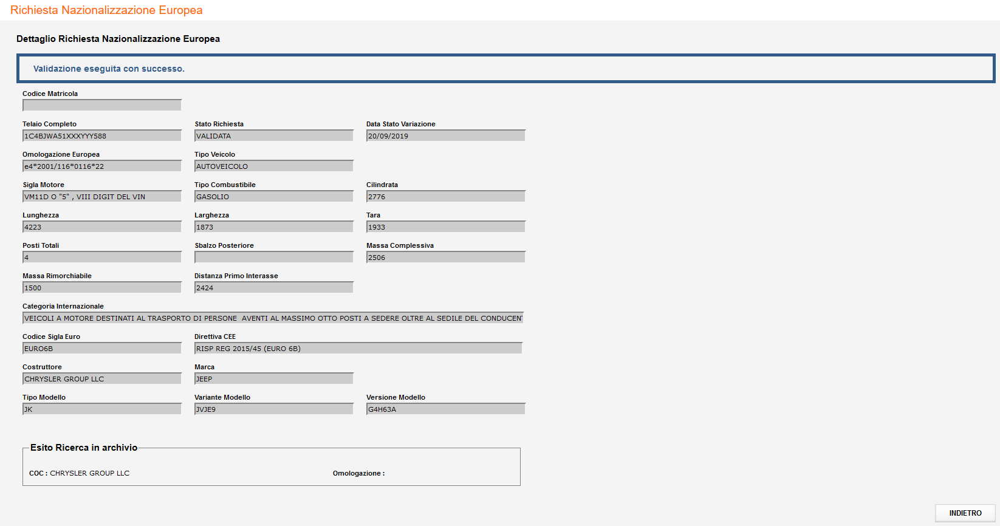 Richiesta Nazionalizzazione Europea
Dettaglio Richiesta Nazionalizzazione Europea
Validazione eseguita con successo.
Codice Matricola
Telaio Completo Stato Richiesta Data Stato Variazione
1C4BJWA51XXXYYY588 VALIDATA 20/09/2019
Omologazione Europea Tipo Veicolo
e4*2001/116*0116*22 AUTOVEICOLO
Sigla Motore Tipo Combustibile Cilindrata
VM11D O "5" , VIII DIGIT DEL VIN GASOLIO 2776
Lunghezza Larghezza Tara
4223 1873 1933
Posti Totali Sbalzo Posteriore Massa Complessiva
4 2506
Massa Rimorchiabile Distanza Primo Interasse
1500 2424
Categoria Internazionale
VEICOLI A MOTORE DESTINATI AL TRASPORTO DI PERSONE  AVENTI AL MASSIMO OTTO POSTI A SEDERE OLTRE AL SEDILE DEL CONDUCENT
Codice Sigla Euro Direttiva CEE
EURO6B RISP REG 2015/45 (EURO 6B)
Costruttore Marca
CHRYSLER GROUP LLC JEEP
Tipo Modello Variante Modello Versione Modello
JK JVJE9 G4H63A
Esito Ricerca in archivio
COC : CHRYSLER GROUP LLC Omologazione :
INDIETRO